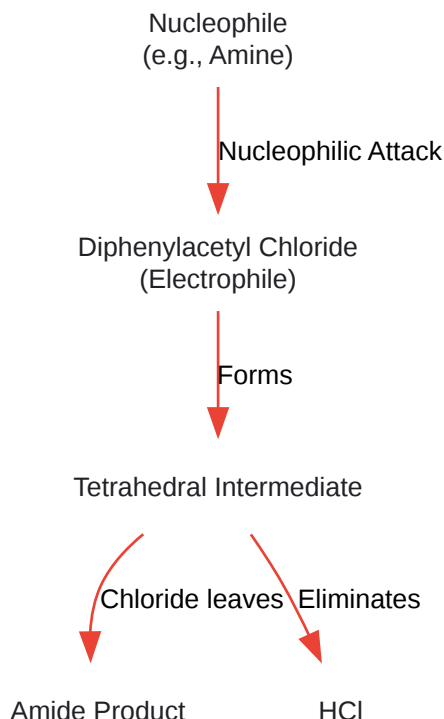 Nucleophile
(e.g., Amine)
Nucleophilic Attack
Diphenylacetyl Chloride
(Electrophile)
Forms
Tetrahedral Intermediate
Chloride leaves
Eliminates
Amide Product
HCl